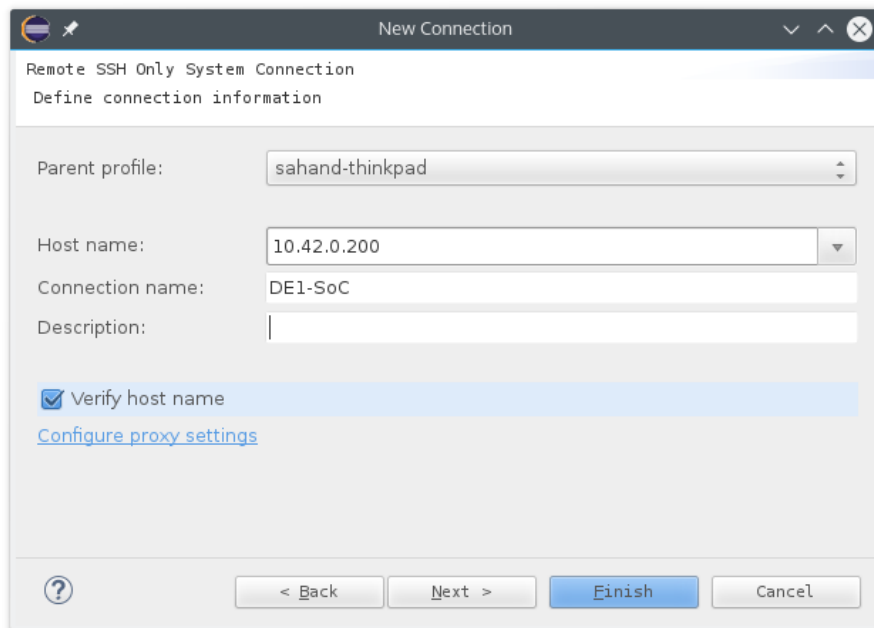 New Connection
Remote SSH Only System Connection
Define connection information
Parent profile: sahand-thinkpad
Host name: 10.42.0.200
Connection name: DE1-SoC
Description:
Verify host name
Configure proxy settings
? < Back Next > Finish Cancel